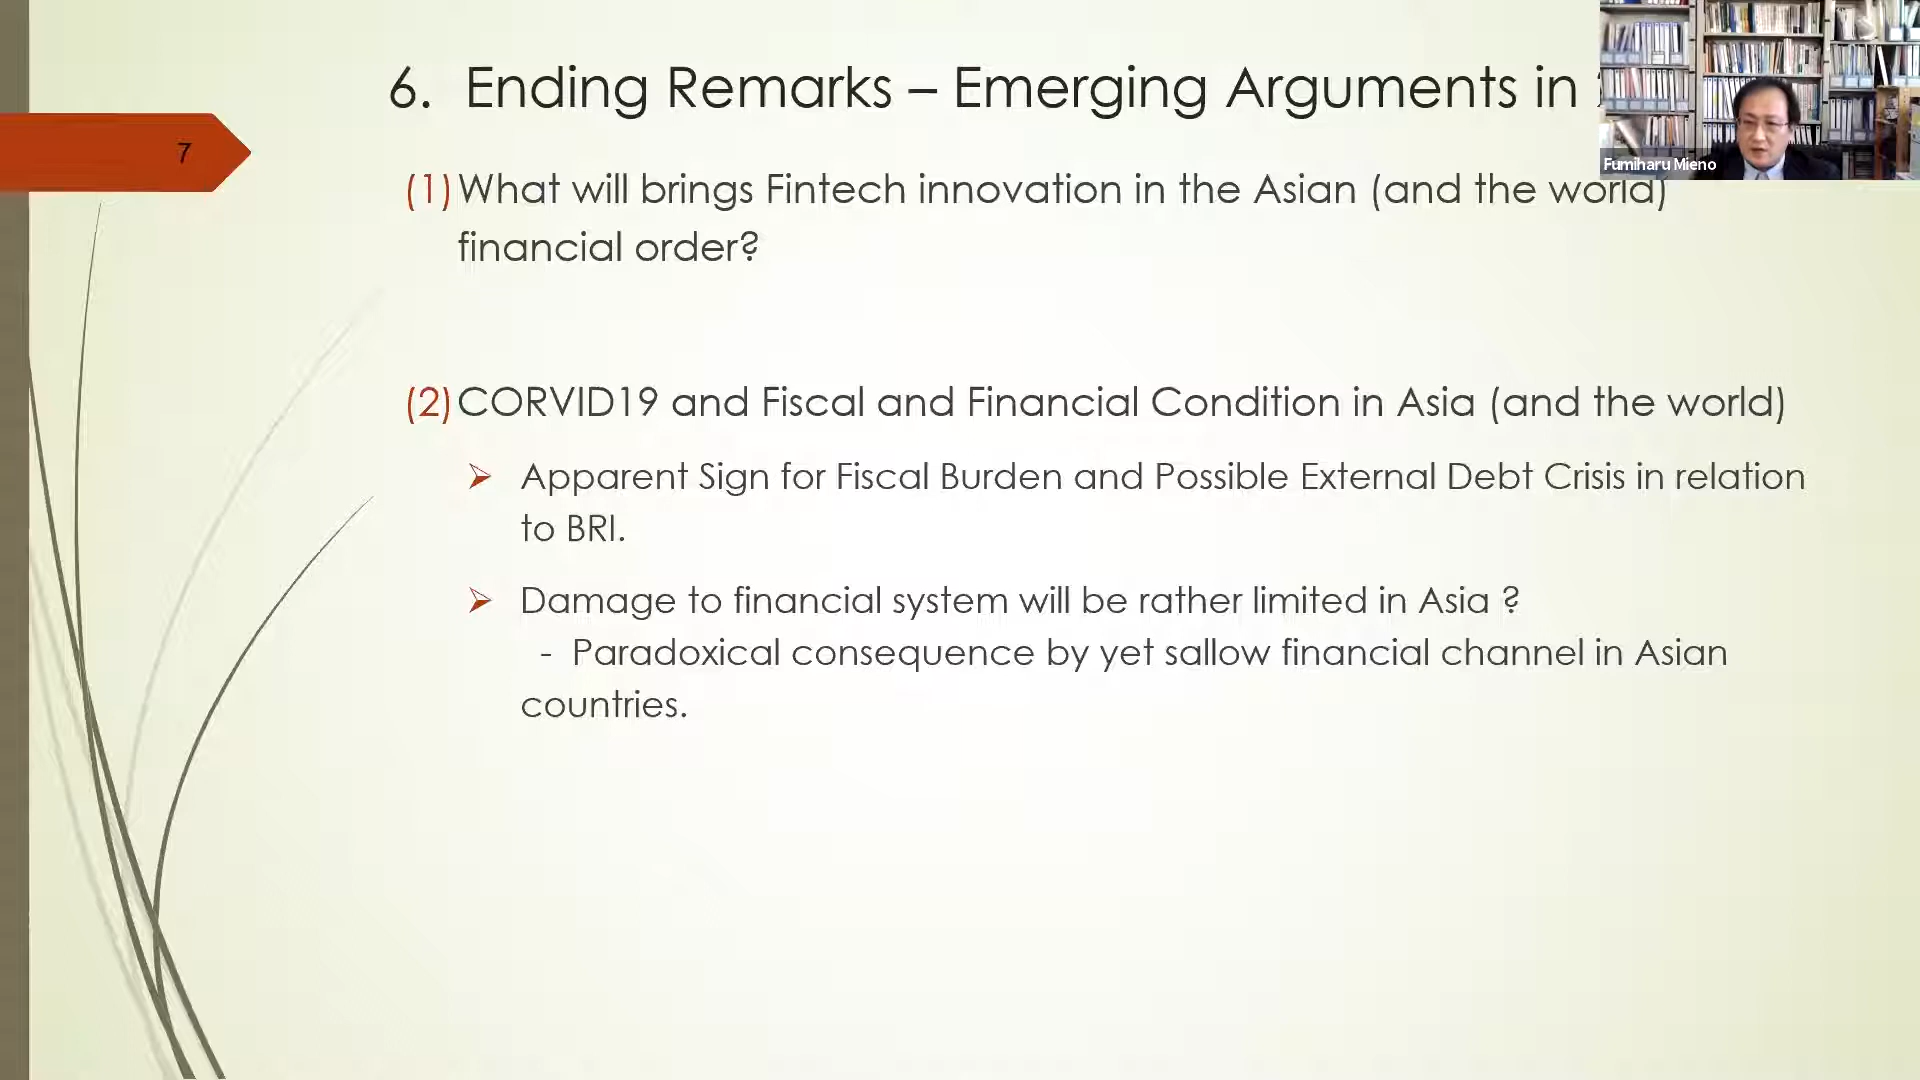 6. Ending Remarks – Emerging Arguments in
Fumiharu Mieno
7
(1) What will brings Fintech innovation in the Asian (and the world)
financial order?
(2) CORVID19 and Fiscal and Financial Condition in Asia (and the world)
➢ Apparent Sign for Fiscal Burden and Possible External Debt Crisis in relation
to BRI.
➢ Damage to financial system will be rather limited in Asia ?
- Paradoxical consequence by yet sallow financial channel in Asian
countries.